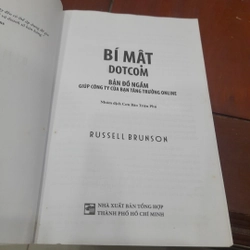 BÍ MẬT
DOTCOM
BẢN ĐỒ NGẦM
GIÚP CÔNG TY CỦA BẠN TĂNG TRƯỞNG ONLINE
RUSSELL BRUNSON
NHÀ XUẤT BẢN TỔNG HỢP
THÀNH PHỐ HỒ CHÍ MINH